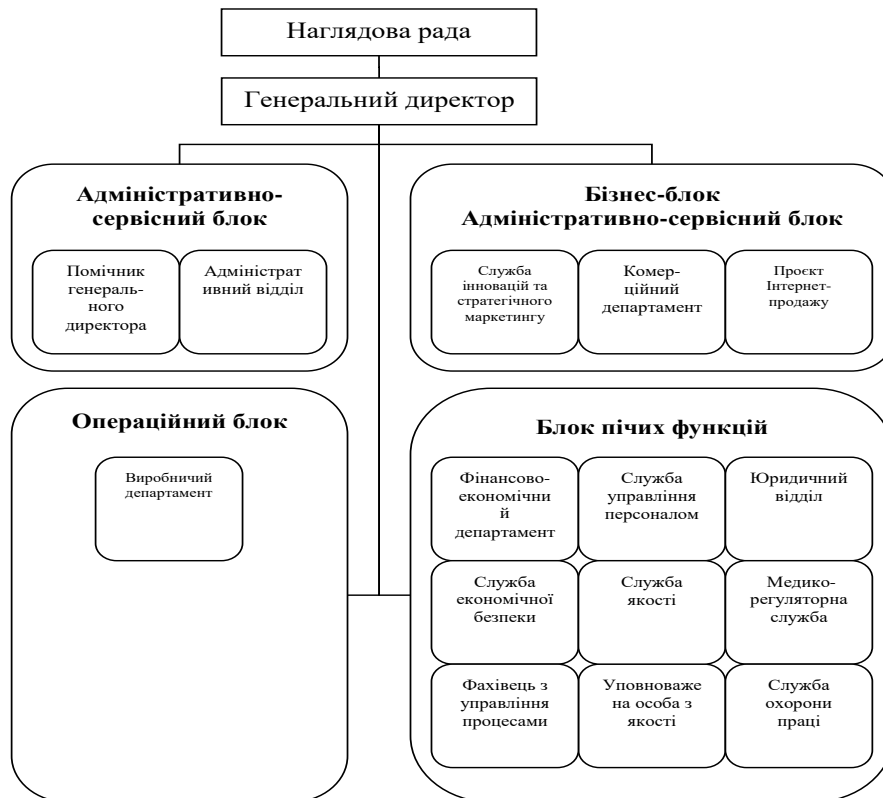 Наглядова рада
Генеральний директор
Адміністративно-
сервісний блок
Помічник
генераль-
ного
директора
Адміністрат
ивний відділ
Бізнес-блок
Адміністративно-сервісний блок
Служба
інновацій та
стратегічного
маркетингу
Комер-
ційний
департамент
Проєкт
Інтернет-
продажу
Операційний блок
Виробничий
департамент
Блок пічих функцій
Фінансово-
економічни
й
департамент
Служба
управління
персоналом
Юридичний
відділ
Служба
економічної
безпеки
Служба
якості
Медико-
регуляторна
служба
Фахівець з
управління
процесами
Уповноваже
на особа з
якості
Служба
охорони
праці